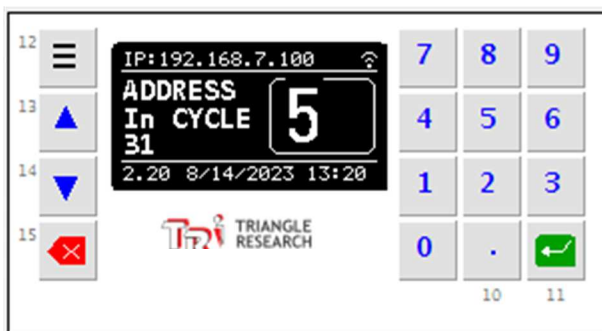 12
IP:192.168.7.100
7 8 9
ADDRESS
In CYCLE
31
5
13
4 5 6
14
2.20 8/14/2023 13:20
1 2 3
15
TRi TRIANGLE
RESEARCH
0 .
10 11